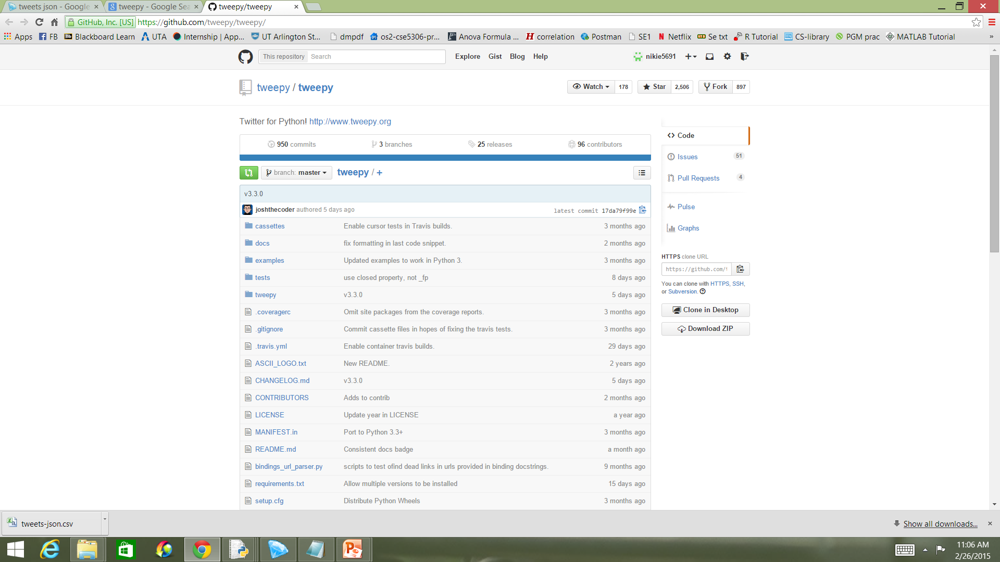 tweets json - Google
tweepy - Google Sea
tweepy/tweepy
GitHub, Inc. [US] https://github.com/tweepy/tweepy/
Apps FB Blackboard Learn UTA Internship | App... UT Arlington St... dmpdf os2-cse5306-pr... Anova Formula ... correlation Postman SE1 Netflix Se txt R Tutorial CS-library PGM prac MATLAB Tutorial »
This repository Search Explore Gist Blog Help nikie5691
tweepy / tweepy Watch 178 Star 2,506 Fork 897
Twitter for Python! http://www.tweepy.org
950 commits 3 branches 25 releases 96 contributors
branch: master tweepy / +
v3.3.0
joshthecoder authored 5 days ago latest commit 17da79f99e
cassettes Enable cursor tests in Travis builds. 3 months ago
docs fix formatting in last code snippet. 2 months ago
examples Updated examples to work in Python 3. 3 months ago
tests use closed property, not _fp 8 days ago
tweepy v3.3.0 5 days ago
.coveragerc Omit site packages from the coverage reports. 3 months ago
.gitignore Commit cassette files in hopes of fixing the travis tests. 3 months ago
.travis.yml Enable container travis builds. 29 days ago
ASCII_LOGO.txt New README. 2 years ago
CHANGELOG.md v3.3.0 5 days ago
CONTRIBUTORS Adds to contrib 2 months ago
LICENSE Update year in LICENSE a year ago
MANIFEST.in Port to Python 3.3+ 3 months ago
README.md Consistent docs badge a month ago
bindings_url_parser.py scripts to test ofind dead links in urls provided in binding docstrings. 9 months ago
requirements.txt Allow multiple versions to be installed 15 days ago
setup.cfg Distribute Python Wheels 3 months ago
Code
Issues 51
Pull Requests 4
Pulse
Graphs
HTTPS clone URL
https://github.com/t
You can clone with HTTPS, SSH,
or Subversion.
Clone in Desktop
Download ZIP
tweets-json.csv
Show all downloads...
11:06 AM
2/26/2015